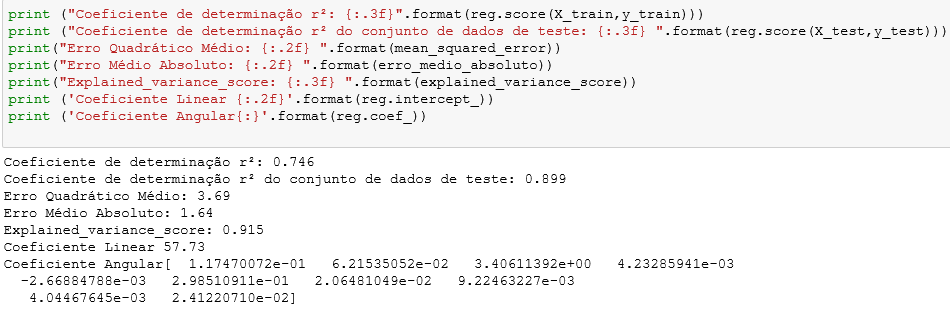 print ("Coeficiente de determinação r²: {:.3f}".format(reg.score(X_train,y_train)))
print ("Coeficiente de determinação r² do conjunto de dados de teste: {:.3f} ".format(reg.score(X_test,y_test)))
print("Erro Quadrático Médio: {:.2f} ".format(mean_squared_error))
print("Erro Médio Absoluto: {:.2f} ".format(erro_medio_absoluto))
print("Explained_variance_score: {:.3f} ".format(explained_variance_score))
print ('Coeficiente Linear {:.2f}'.format(reg.intercept_))
print ('Coeficiente Angular{:}'.format(reg.coef_))
Coeficiente de determinação r²: 0.746
Coeficiente de determinação r² do conjunto de dados de teste: 0.899
Erro Quadrático Médio: 3.69
Erro Médio Absoluto: 1.64
Explained_variance_score: 0.915
Coeficiente Linear 57.73
Coeficiente Angular[  1.17470072e-01   6.21535052e-02   3.40611392e+00   4.23285941e-03
  -2.66884788e-03   2.98510911e-01   2.06481049e-02   9.22463227e-03
   4.04467645e-03   2.41220710e-02]